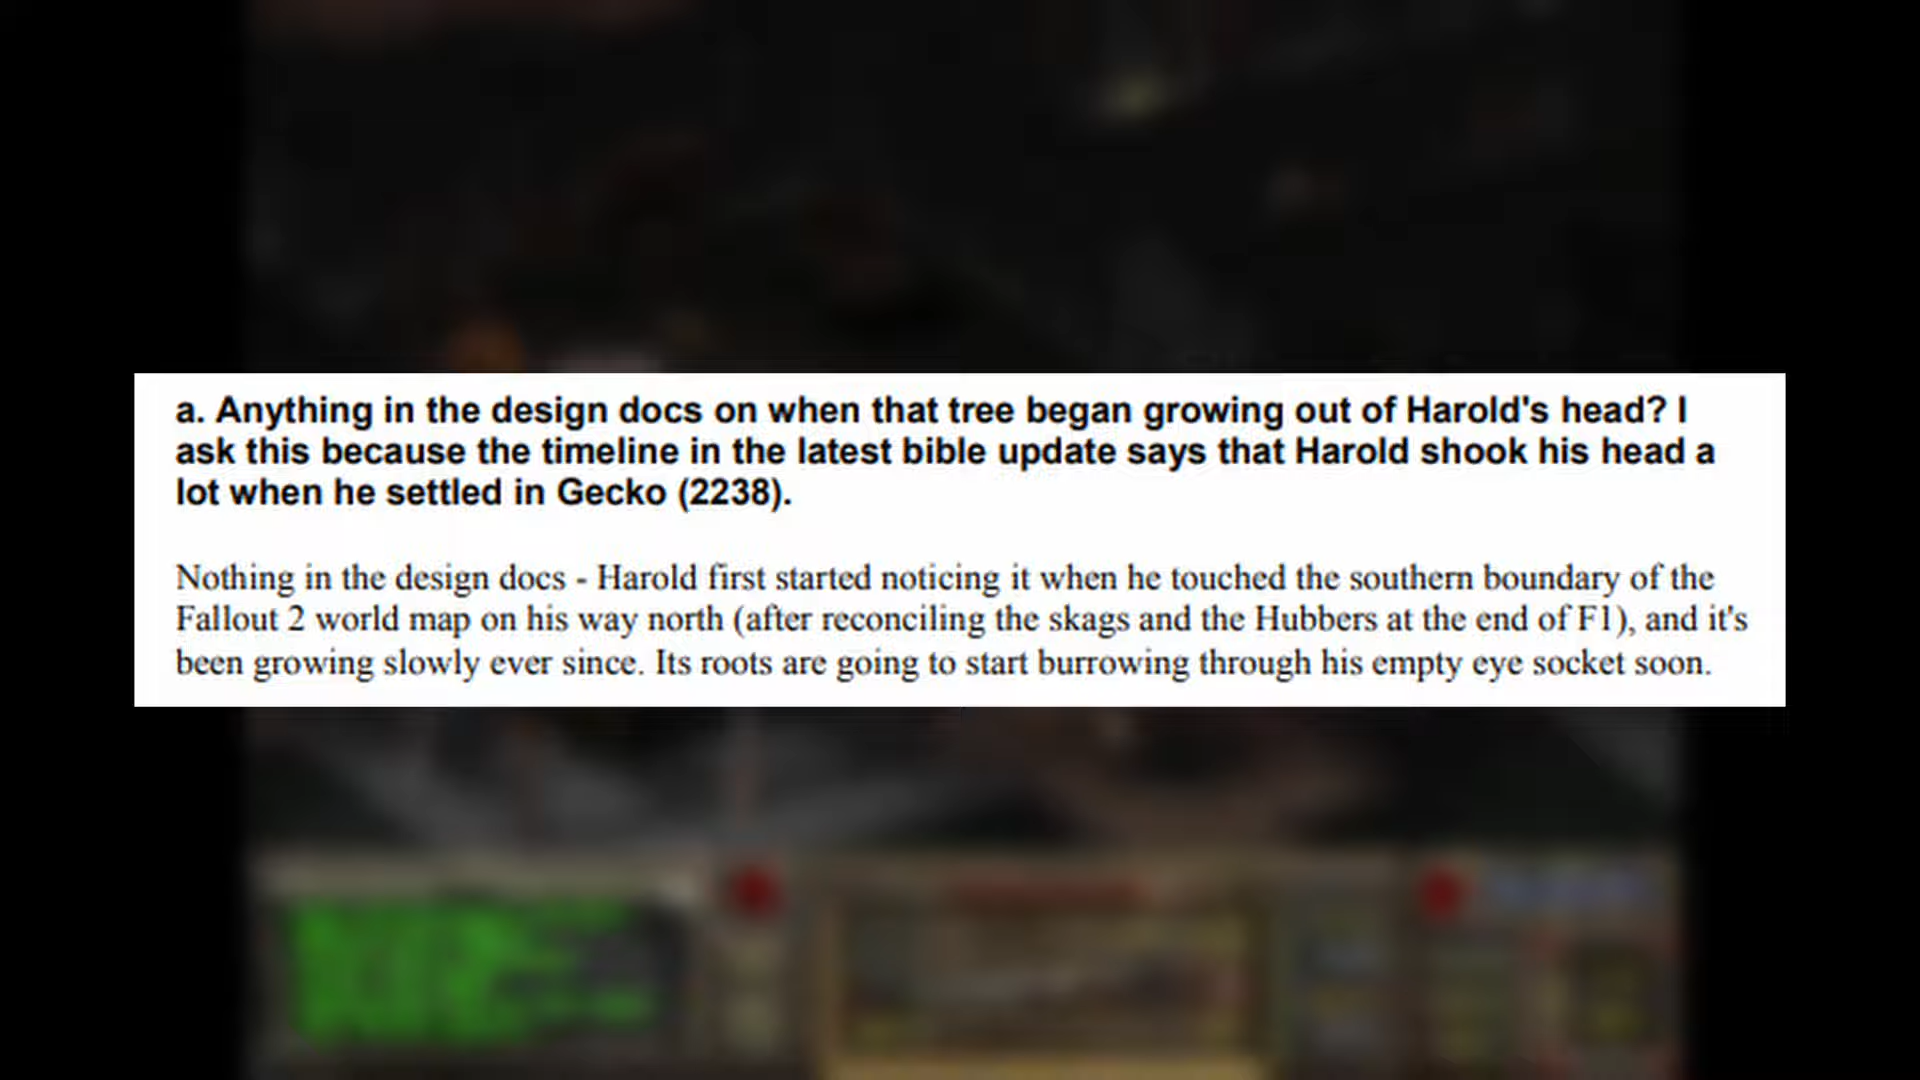 a. Anything in the design docs on when that tree began growing out of Harold's head? I
ask this because the timeline in the latest bible update says that Harold shook his head a
lot when he settled in Gecko (2238).
Nothing in the design docs - Harold first started noticing it when he touched the southern boundary of the
Fallout 2 world map on his way north (after reconciling the skags and the Hubbers at the end of F1), and it's
been growing slowly ever since. Its roots are going to start burrowing through his empty eye socket soon.